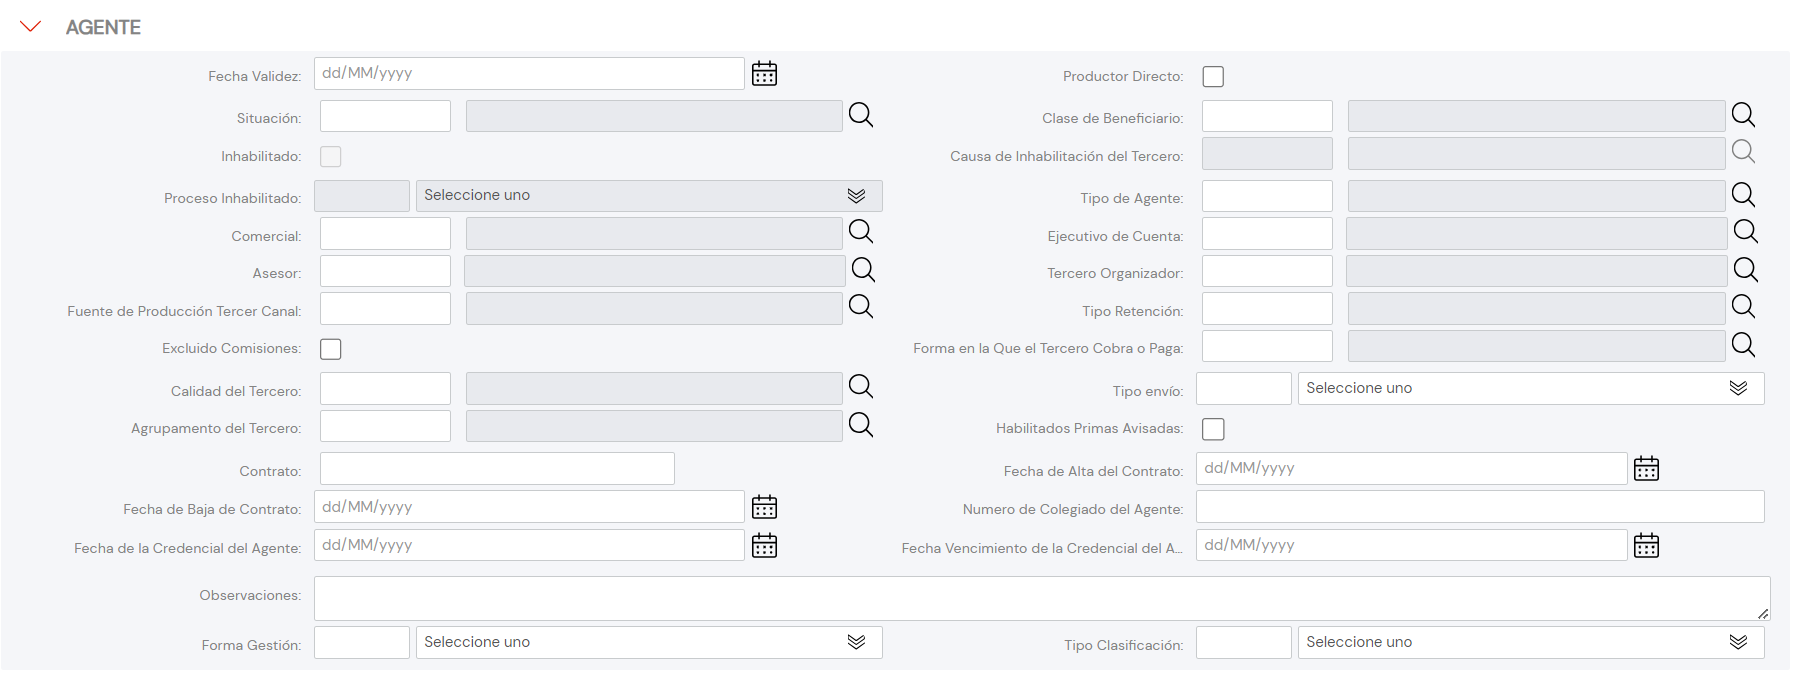 AGENTE
Fecha Validez: dd/MM/yyyy Productor Directo:
Situación: Clase de Beneficiario:
Inhabilitado: Causa de Inhabilitación del Tercero:
Proceso Inhabilitado: Seleccione uno Tipo de Agente:
Comercial: Ejecutivo de Cuenta:
Asesor: Tercero Organizador:
Fuente de Producción Tercer Canal: Tipo Retención:
Excluido Comisiones: Forma en la Que el Tercero Cobra o Paga:
Calidad del Tercero: Tipo envío: Seleccione uno
Agrupamento del Tercero: Habilitados Primas Avisadas:
Contrato: Fecha de Alta del Contrato: dd/MM/yyyy
Fecha de Baja de Contrato: dd/MM/yyyy Numero de Colegiado del Agente:
Fecha de la Credencial del Agente: dd/MM/yyyy Fecha Vencimiento de la Credencial del A... dd/MM/yyyy
Observaciones:
Forma Gestión: Seleccione uno Tipo Clasificación: Seleccione uno